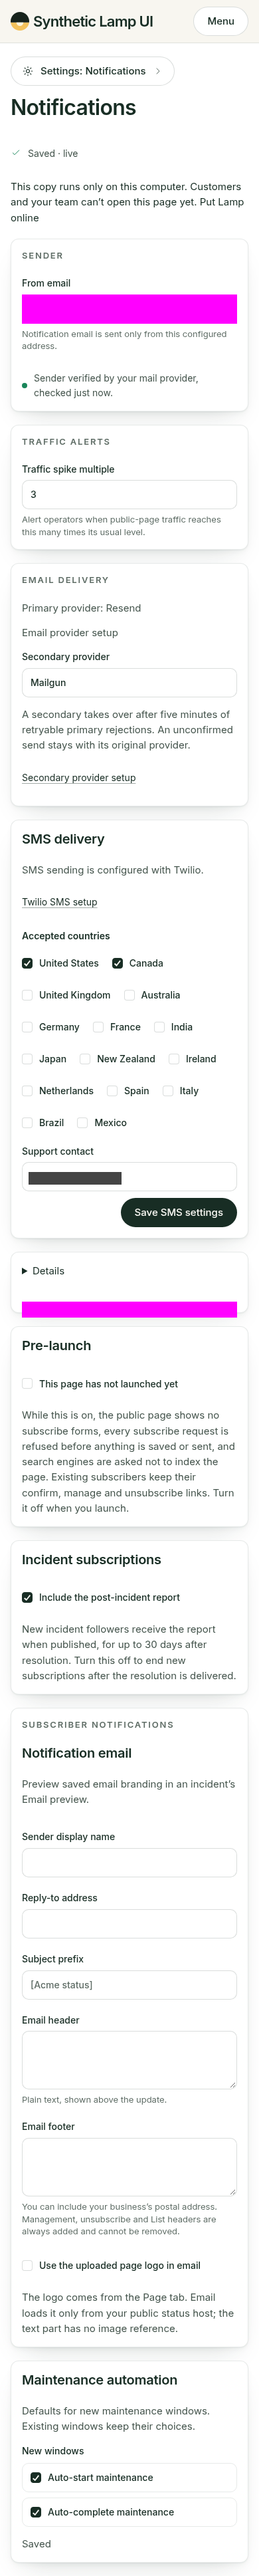 Synthetic Lamp UI
Menu
Settings: Notifications
Notifications
Saved · live
This copy runs only on this computer. Customers
and your team can’t open this page yet. Put Lamp
online
SENDER
From email
Notification email is sent only from this configured
address.
Sender verified by your mail provider,
checked just now.
TRAFFIC ALERTS
Traffic spike multiple
3
Alert operators when public-page traffic reaches
this many times its usual level.
EMAIL DELIVERY
Primary provider: Resend
Email provider setup
Secondary provider
Mailgun
A secondary takes over after five minutes of
retryable primary rejections. An unconfirmed
send stays with its original provider.
Secondary provider setup
SMS delivery
SMS sending is configured with Twilio.
Twilio SMS setup
Accepted countries
United States Canada
United Kingdom Australia
Germany France India
Japan New Zealand Ireland
Netherlands Spain Italy
Brazil Mexico
Support contact
Save SMS settings
Details
Pre-launch
This page has not launched yet
While this is on, the public page shows no
subscribe forms, every subscribe request is
refused before anything is saved or sent, and
search engines are asked not to index the
page. Existing subscribers keep their
confirm, manage and unsubscribe links. Turn
it off when you launch.
Incident subscriptions
Include the post-incident report
New incident followers receive the report
when published, for up to 30 days after
resolution. Turn this off to end new
subscriptions after the resolution is delivered.
SUBSCRIBER NOTIFICATIONS
Notification email
Preview saved email branding in an incident’s
Email preview.
Sender display name
Reply-to address
Subject prefix
[Acme status]
Email header
Plain text, shown above the update.
Email footer
You can include your business’s postal address.
Management, unsubscribe and List headers are
always added and cannot be removed.
Use the uploaded page logo in email
The logo comes from the Page tab. Email
loads it only from your public status host; the
text part has no image reference.
Maintenance automation
Defaults for new maintenance windows.
Existing windows keep their choices.
New windows
Auto-start maintenance
Auto-complete maintenance
Saved